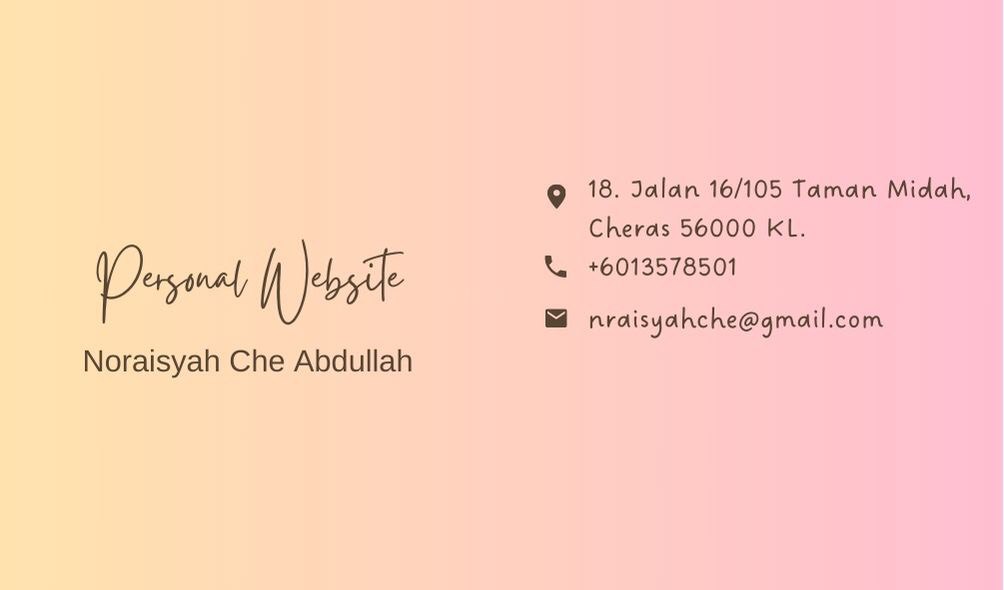 Personal Website
Noraisyah Che Abdullah
18. Jalan 16/105 Taman Midah,
Cheras 56000 KL.
+6013578501
nraisyahche@gmail.com